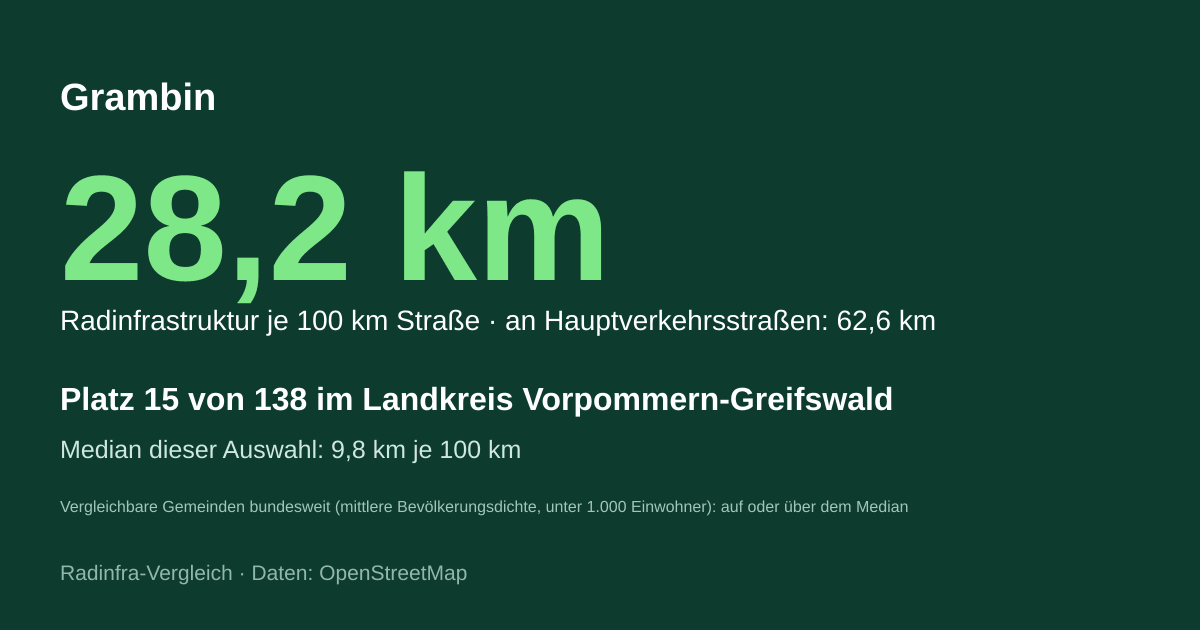 Grambin
28,2 km
Radinfrastruktur je 100 km Straße · an Hauptverkehrsstraßen: 62,6 km
Platz 15 von 138 im Landkreis Vorpommern-Greifswald
Median dieser Auswahl: 9,8 km je 100 km
Vergleichbare Gemeinden bundesweit (mittlere Bevölkerungsdichte, unter 1.000 Einwohner): auf oder über dem Median
Radinfra-Vergleich · Daten: OpenStreetMap